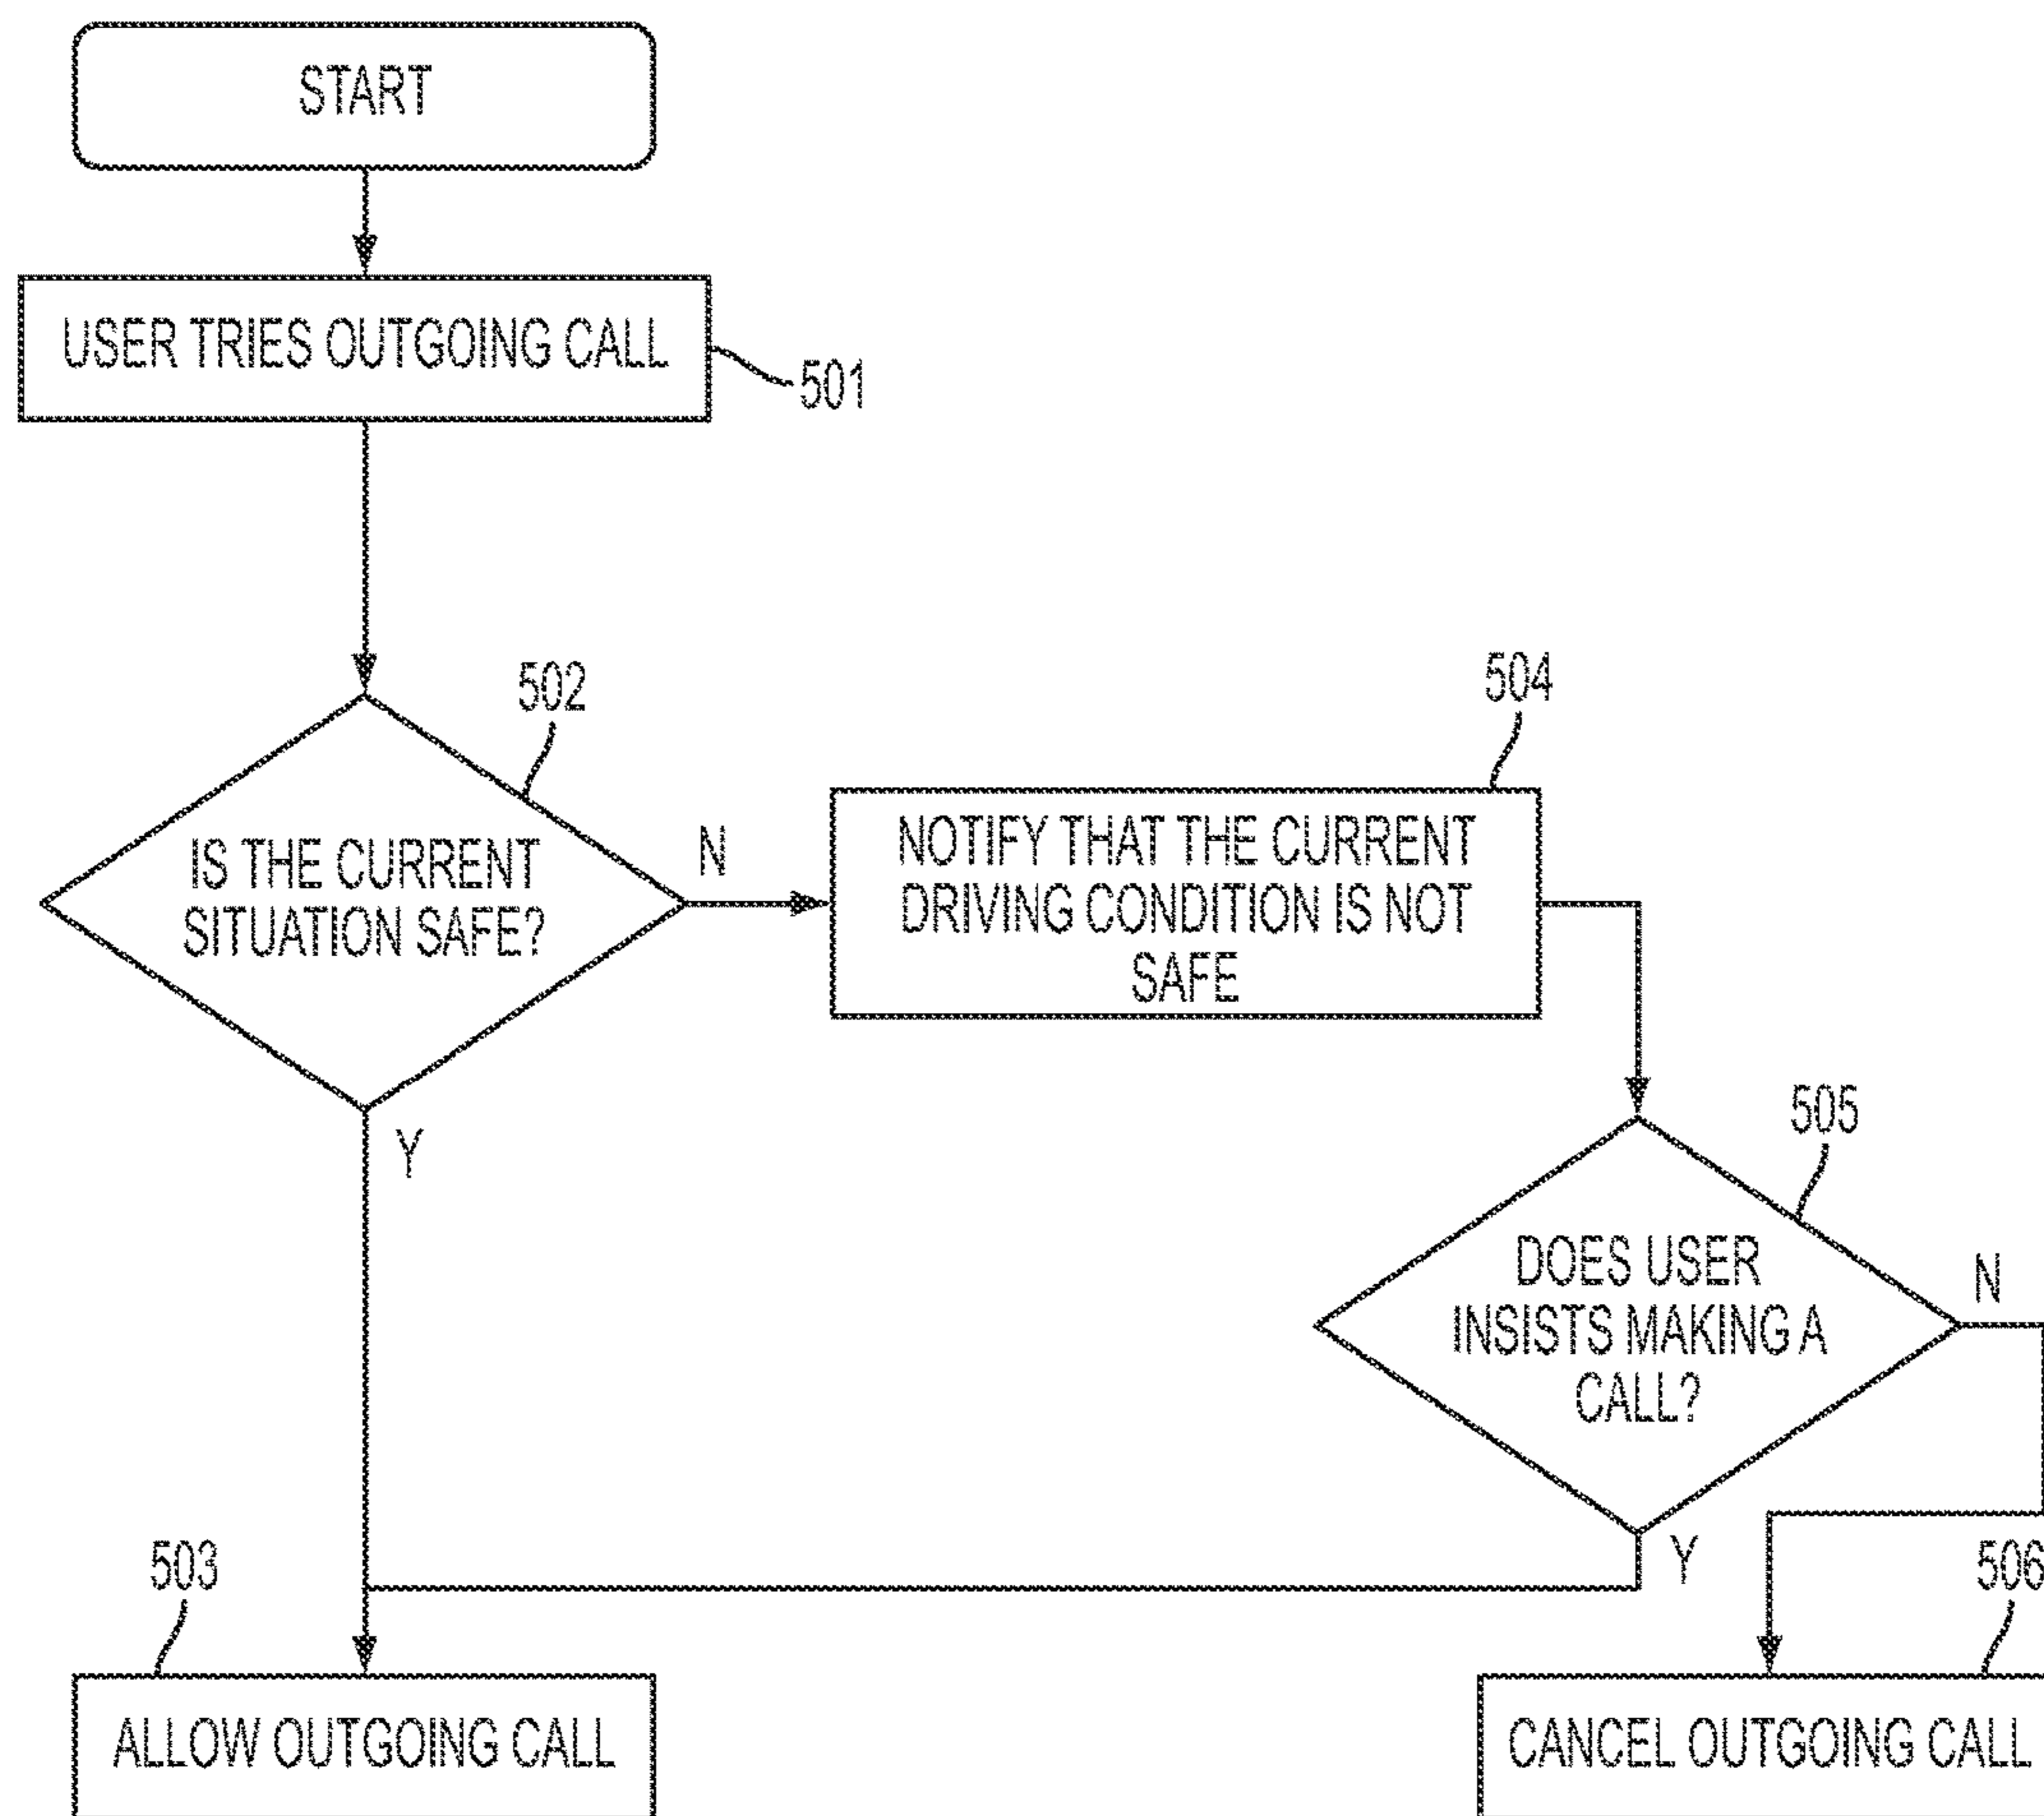 START
USER TRIES OUTGOING CALL
501
502
504
IS THE CURRENT
SITUATION SAFE?
N
NOTIFY THAT THE CURRENT
DRIVING CONDITION IS NOT
SAFE
Y
505
DOES USER
INSISTS MAKING A
CALL?
N
Y
503
506
ALLOW OUTGOING CALL
CANCEL OUTGOING CALL